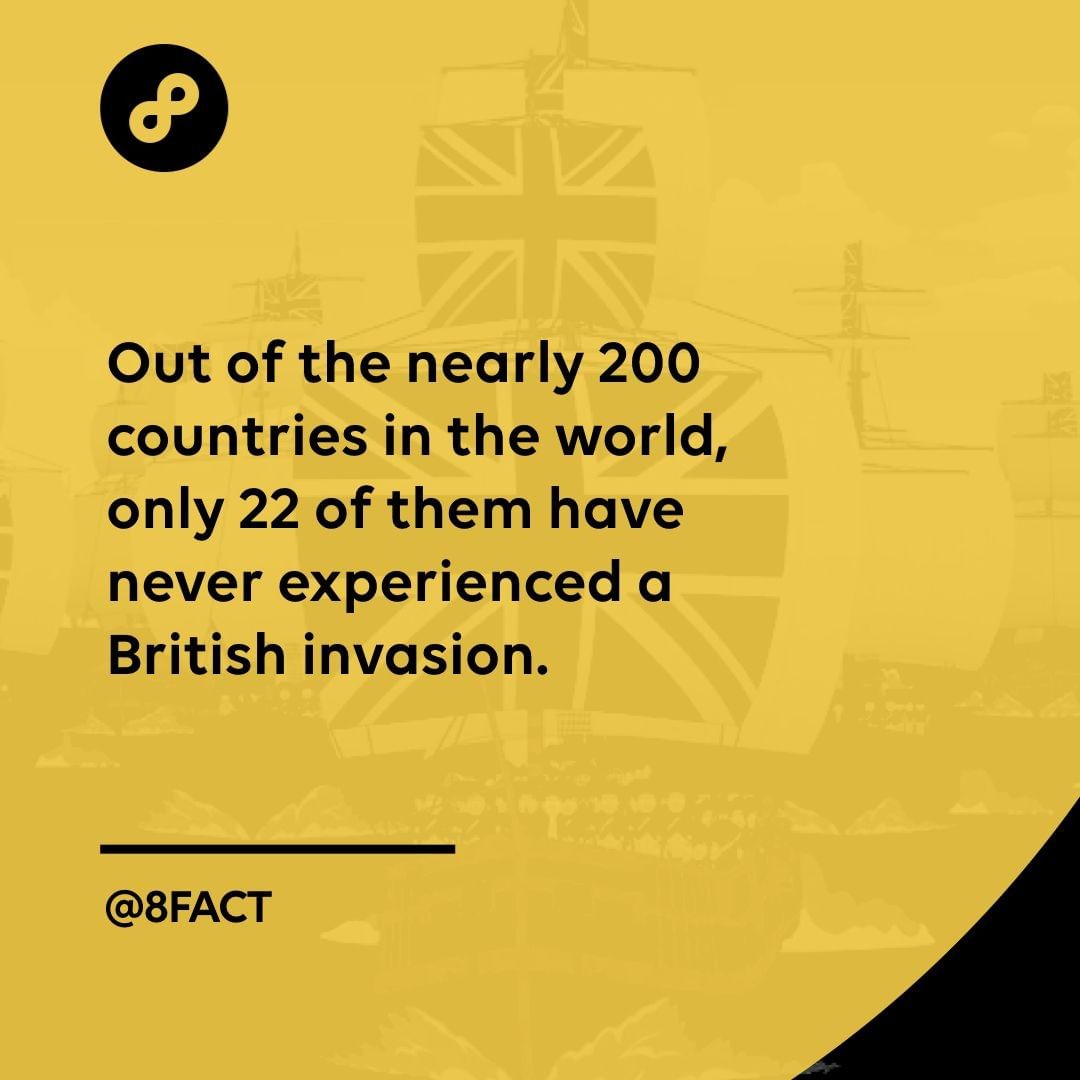 Out of the nearly 200
countries in the world,
only 22 of them have
never experienced a
British invasion.
@8FACT